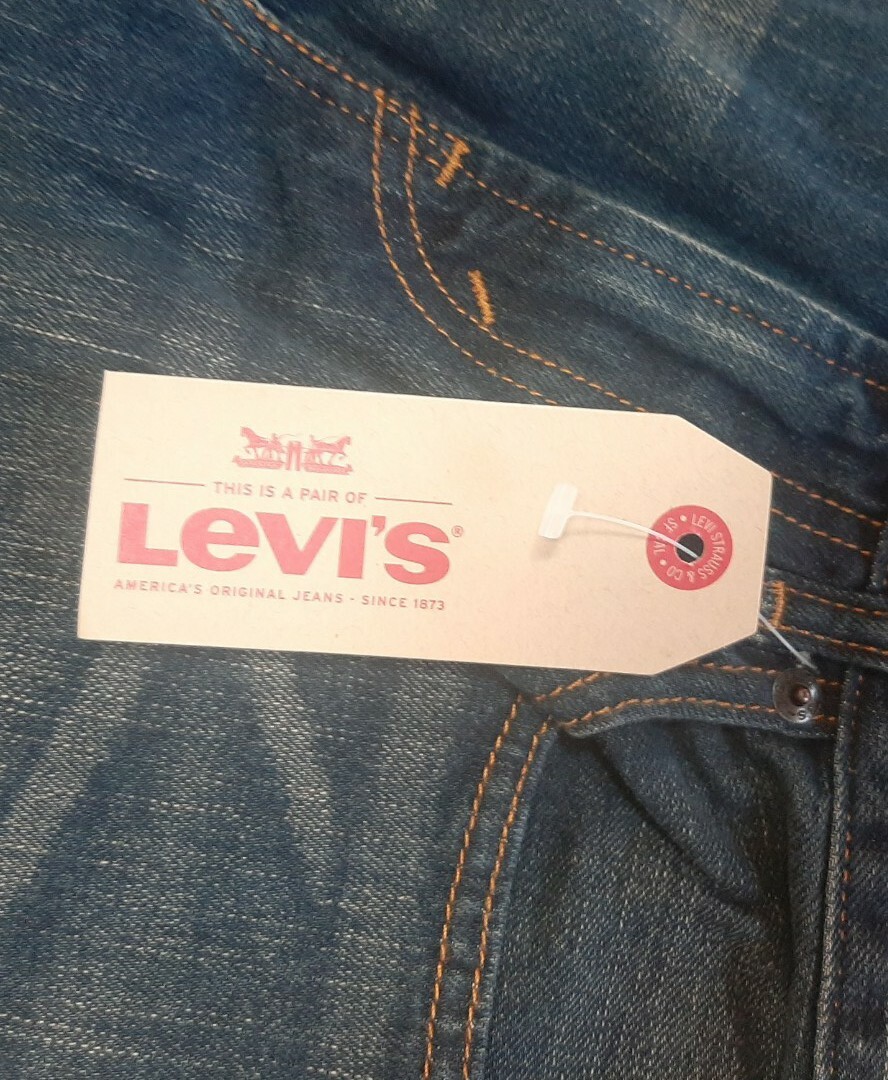 THIS IS A PAIR OF
LEVI'S®
AMERICA'S ORIGINAL JEANS - SINCE 1873
LEVI STRAUSS & CO • SF CAL •